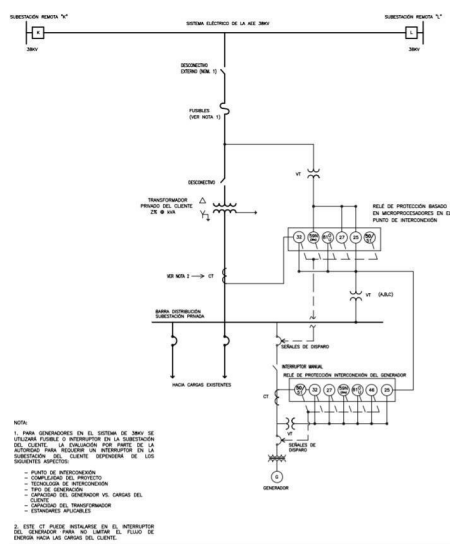 SUBESTACIÓN REMOTA "K"
SISTEMA ELÉCTRICO DE LA AEE 38KV
SUBESTACIÓN REMOTA "L"
K
L
38KV
38KV
DESCONECTIVO
EXTERNO (NÚM. 1)
FUSIBLES
(VER NOTA 1)
VT
DESCONECTIVO
TRANSFORMADOR
PRIVADO DEL CLIENTE
Z% @ kVA
RELÉ DE PROTECCIÓN BASADO
EN MICROPROCESADORES EN EL
PUNTO DE INTERCONEXIÓN
32
27
25
VER NOTA 2
CT
VT (A,B,C)
BARRA DISTRIBUCIÓN
SUBESTACIÓN PRIVADA
SEÑALES DE DISPARO
INTERRUPTOR MANUAL
HACIA CARGAS EXISTENTES
RELÉ DE PROTECCIÓN INTERCONEXIÓN DEL GENERADOR
32
27
46
25
CT
VT
SEÑALES DE
DISPARO
G
GENERADOR
NOTA:
1. PARA GENERADORES EN EL SISTEMA DE 38KV SE
UTILIZARÁ FUSIBLE O INTERRUPTOR EN LA SUBESTACIÓN
DEL CLIENTE. LA EVALUACIÓN POR PARTE DE LA
AUTORIDAD PARA REQUERIR UN INTERRUPTOR EN LA
SUBESTACIÓN DEL CLIENTE DEPENDERÁ DE LOS
SIGUIENTES ASPECTOS:
– PUNTO DE INTERCONEXIÓN
– COMPLEJIDAD DEL PROYECTO
– TECNOLOGÍA DE INTERCONEXIÓN
– TIPO DE GENERACIÓN
– CAPACIDAD DEL GENERADOR VS. CARGAS DEL
CLIENTE
– CAPACIDAD DEL TRANSFORMADOR
– ESTÁNDARES APLICABLES
2. ESTE CT PUEDE INSTALARSE EN EL INTERRUPTOR
DEL GENERADOR PARA NO LIMITAR EL FLUJO DE
ENERGÍA HACIA LAS CARGAS DEL CLIENTE.